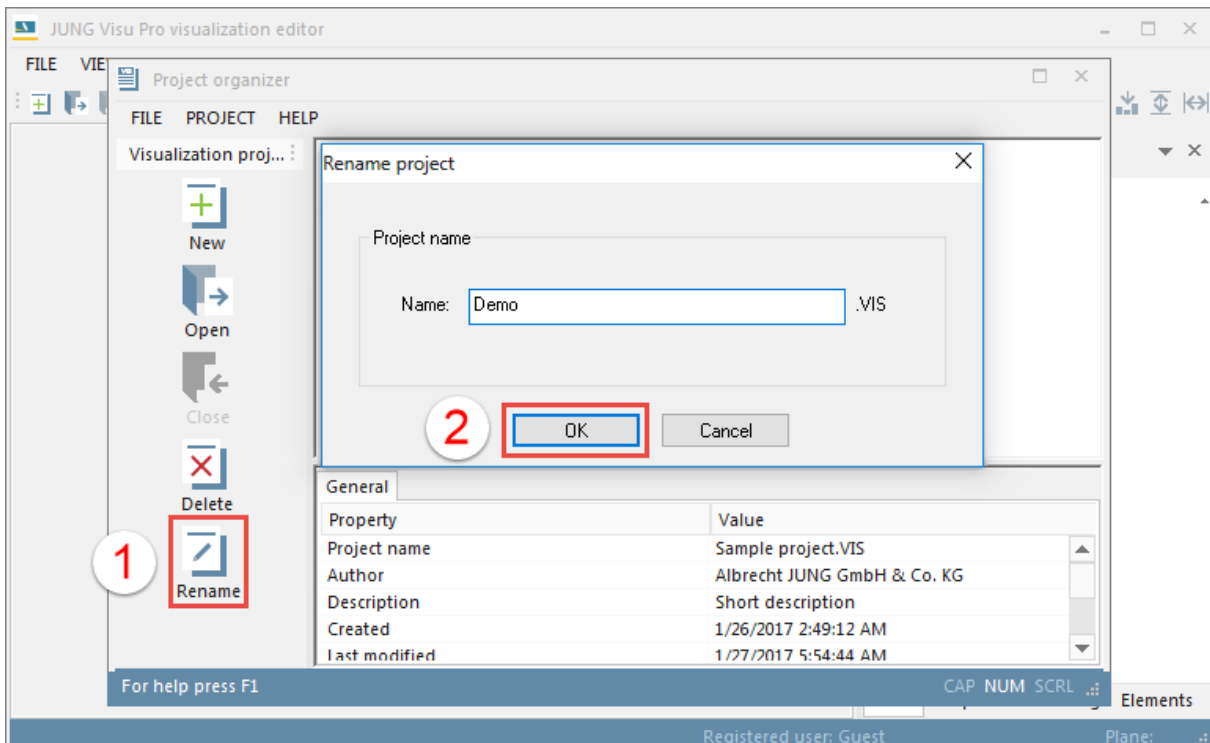 JUNG Visu Pro visualization editor
FILE
Project organizer
FILE PROJECT HELP
Visualization proj...
New
Open
Close
Delete
Rename
1
Rename project
Project name
Name: Demo .VIS
2
OK Cancel
General
Property Value
Project name Sample project.VIS
Author Albrecht JUNG GmbH & Co. KG
Description Short description
Created 1/26/2017 2:49:12 AM
Last modified 1/27/2017 5:54:44 AM
For help press F1 CAP NUM SCRL
Elements
Registered user: Guest Plane: